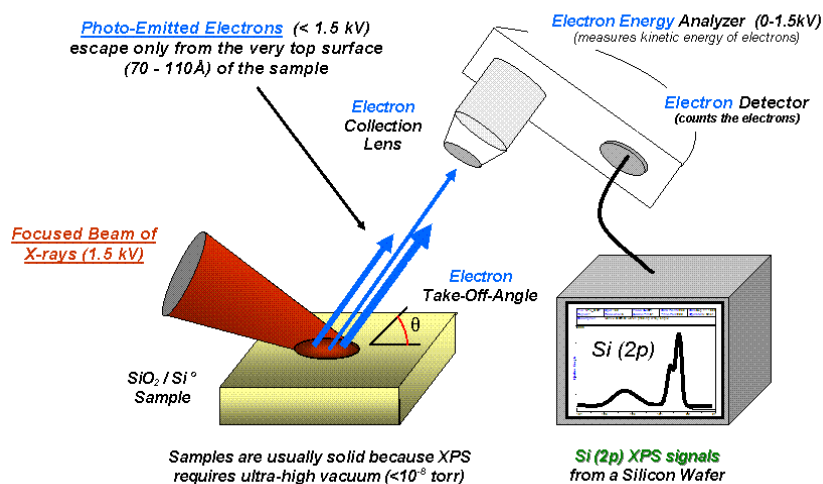 Photo-Emitted Electrons (< 1.5 kV)
escape only from the very top surface
(70 - 110Å) of the sample
Electron Energy Analyzer (0-1.5kV)
(measures kinetic energy of electrons)
Electron
Collection
Lens
Electron Detector
(counts the electrons)
Focused Beam of
X-rays (1.5 kV)
Electron
Take-Off-Angle
θ
Si (2p)
SiO₂ / Si°
Sample
Samples are usually solid because XPS
requires ultra-high vacuum (<10⁻⁸ torr)
Si (2p) XPS signals
from a Silicon Wafer